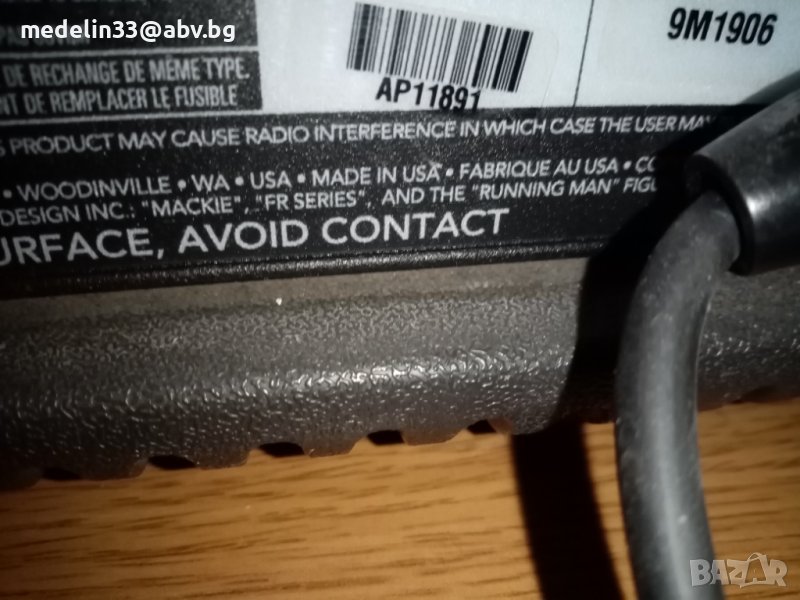 medelin33@abv.bg
DE RECHANGE DE MÊME TYPE.
NT DE REMPLACER LE FUSIBLE
AP11891
9M1906
PRODUCT MAY CAUSE RADIO INTERFERENCE IN WHICH CASE THE USER MAY
• WOODINVILLE • WA • USA • MADE IN USA • FABRIQUE AU USA •
DESIGN INC.: "MACKIE", "FR SERIES", AND THE "RUNNING MAN"
URFACE, AVOID CONTACT
BAZAR